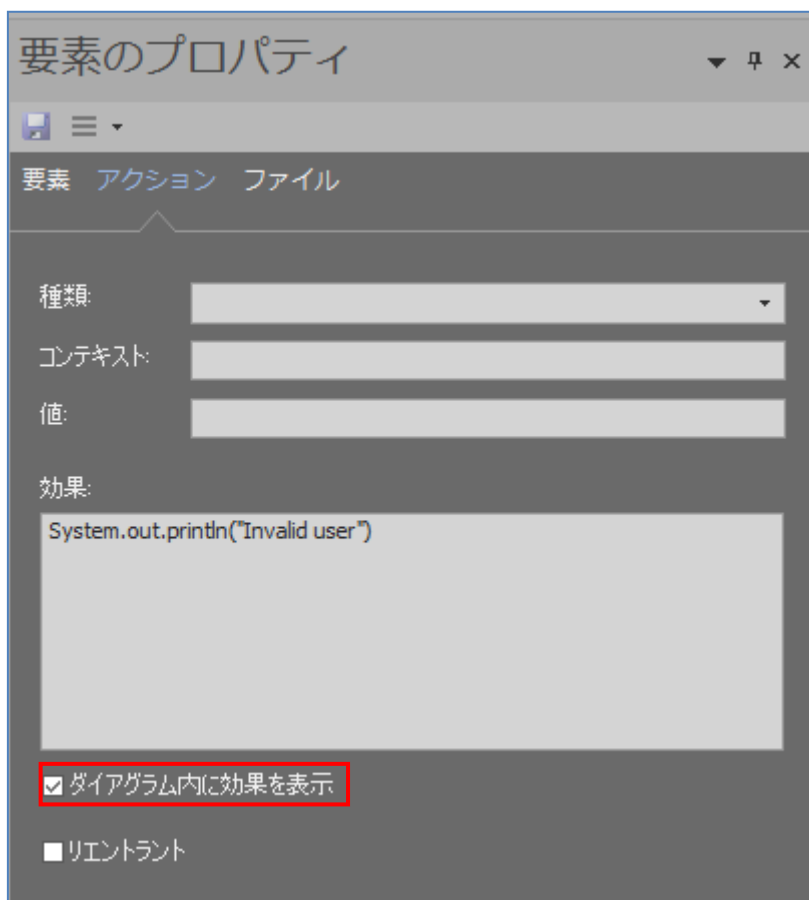 要素のプロパティ
要素 アクション ファイル
種類:
コンテキスト:
値:
効果:
System.out.println("Invalid user")
ダイアグラム内に効果を表示
リエントラント